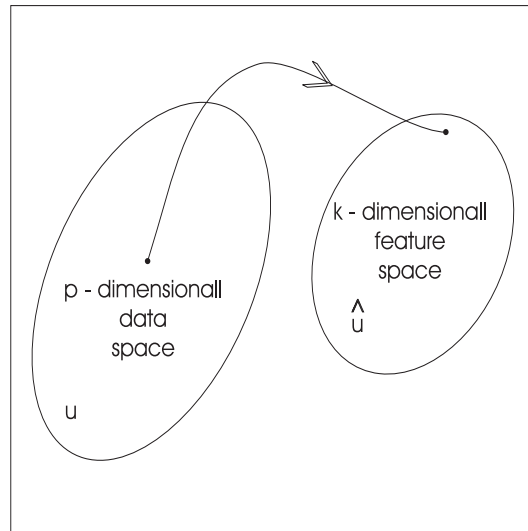 p - dimensionall
data
space
u
k - dimensionall
feature
space
û